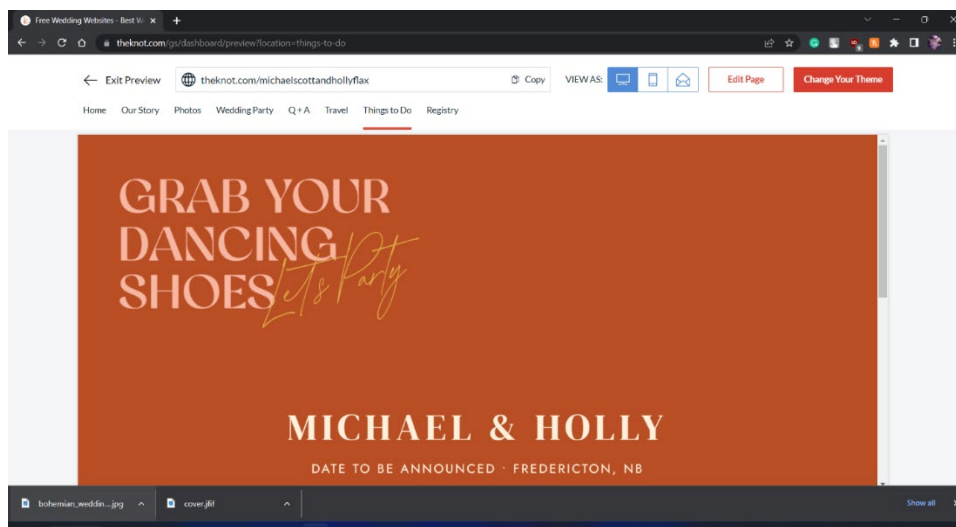 Free Wedding Websites - Best W
theknot.com/gs/dashboard/preview?location=things-to-do
Exit Preview
theknot.com/michaelscottandhollyflax
Copy
VIEW AS:
Edit Page
Change Your Theme
Home Our Story Photos Wedding Party Q + A Travel Things to Do Registry
GRAB YOUR
DANCING
SHOES
Let's Party
MICHAEL & HOLLY
DATE TO BE ANNOUNCED · FREDERICTON, NB
bohemian_weddin...jpg
cover.jfif
Show all